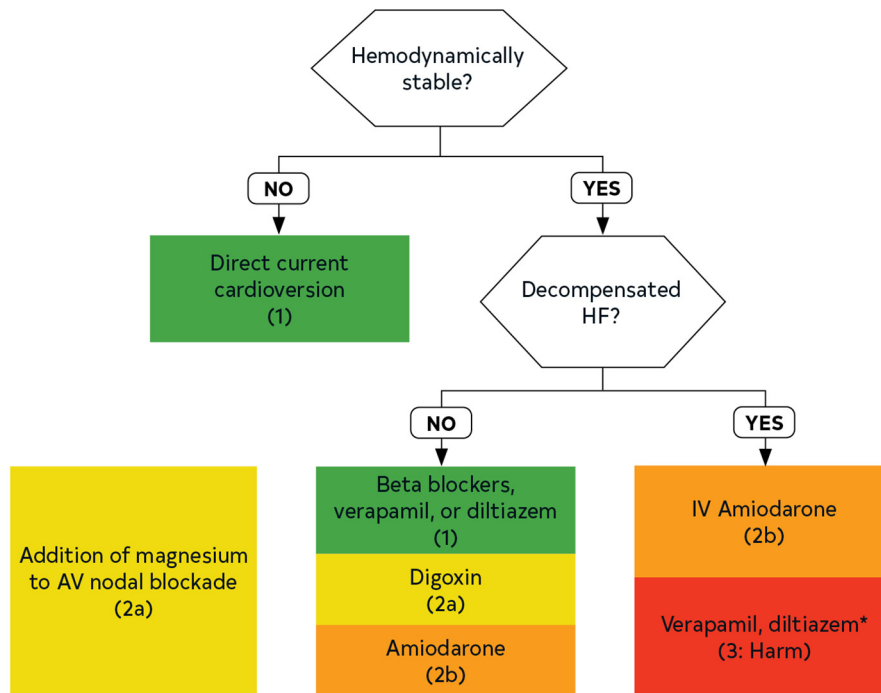 Hemodynamically
stable?
NO
YES
Direct current
cardioversion
(1)
Decompensated
HF?
NO
YES
Addition of magnesium
to AV nodal blockade
(2a)
Beta blockers,
verapamil, or diltiazem
(1)
Digoxin
(2a)
Amiodarone
(2b)
IV Amiodarone
(2b)
Verapamil, diltiazem*
(3: Harm)